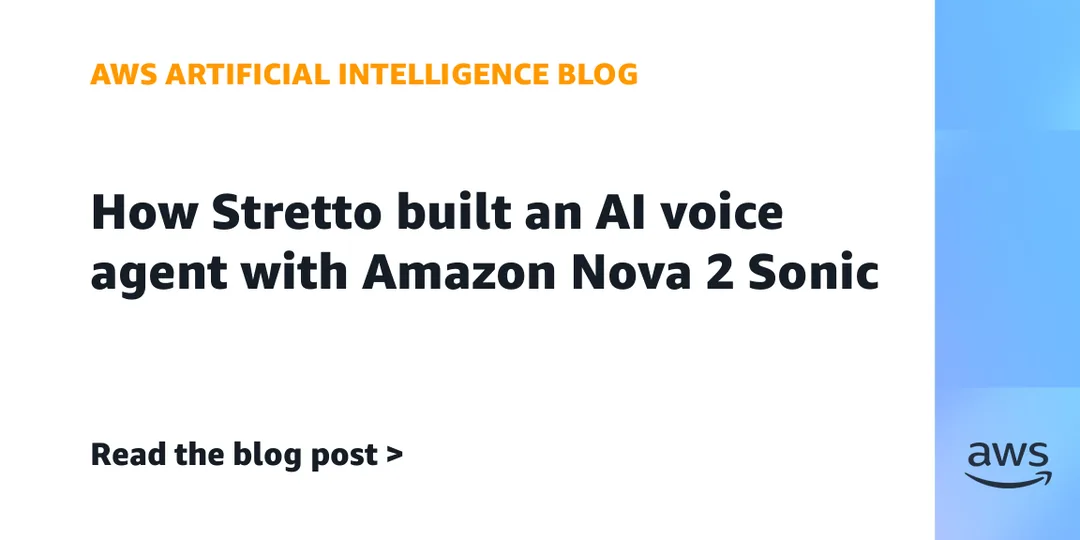 AWS ARTIFICIAL INTELLIGENCE BLOG
How Stretto built an AI voice
agent with Amazon Nova 2 Sonic
Read the blog post >
aws